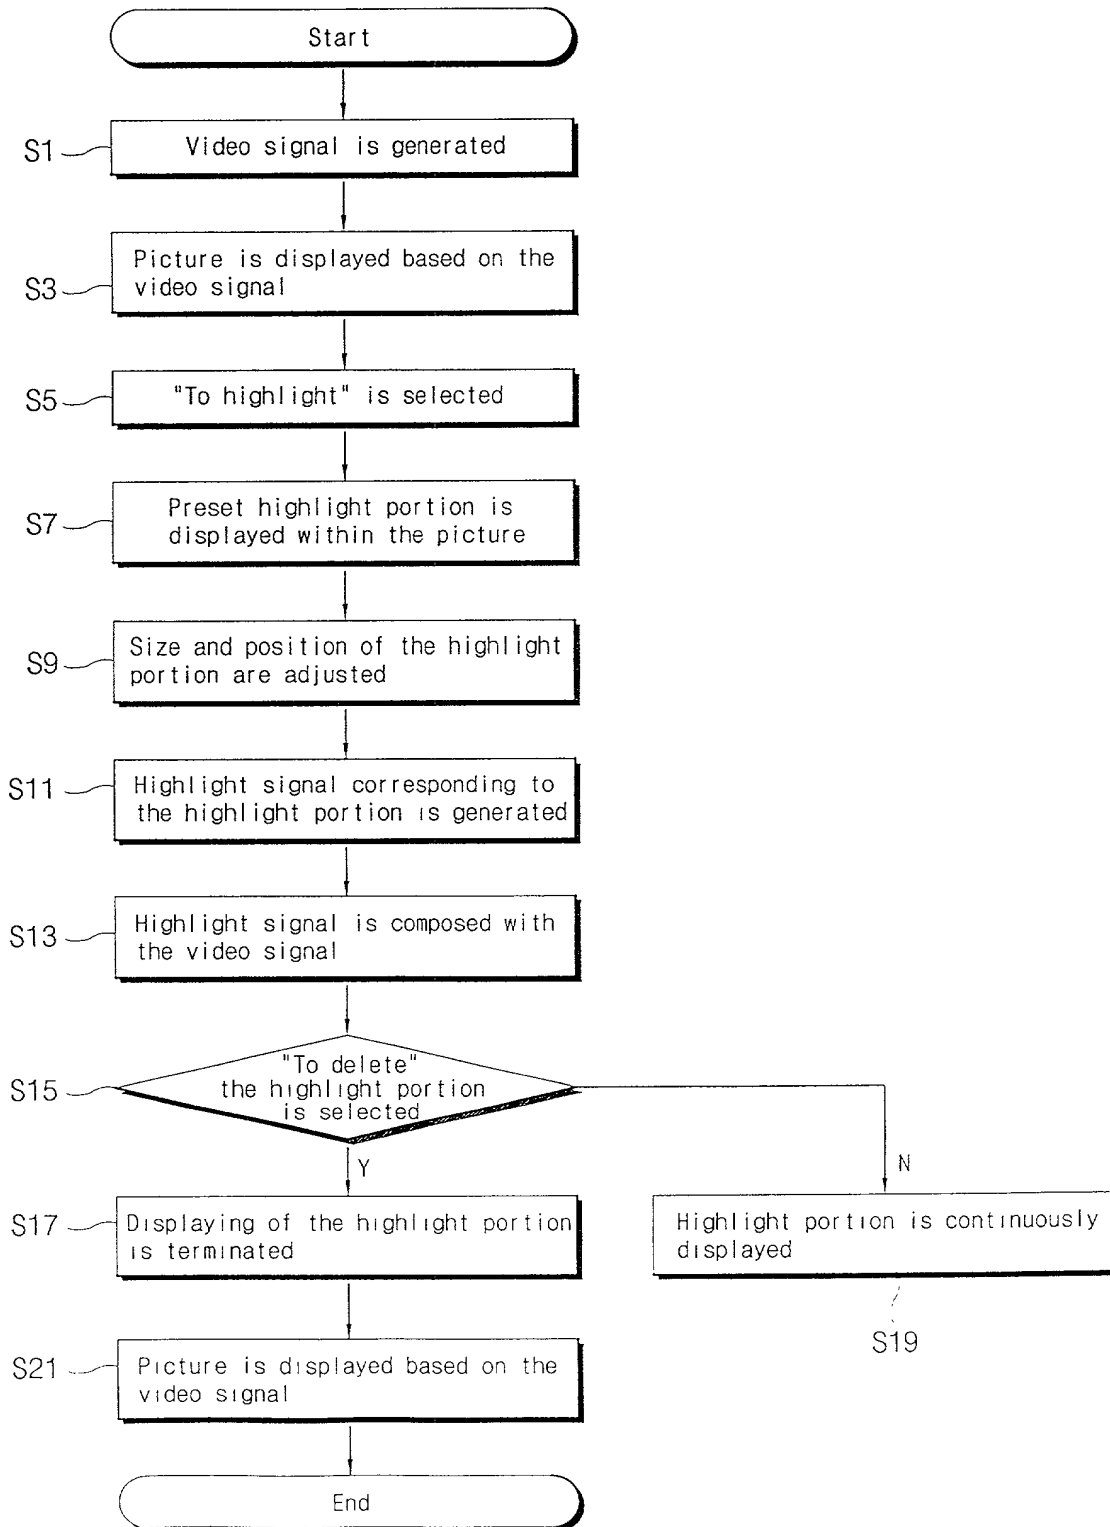 Start
S1
Video signal is generated
S3
Picture is displayed based on the
video signal
S5
"To highlight" is selected
S7
Preset highlight portion is
displayed within the picture
S9
Size and position of the highlight
portion are adjusted
S11
Highlight signal corresponding to
the highlight portion is generated
S13
Highlight signal is composed with
the video signal
S15
"To delete"
the highlight portion
is selected
Y
N
S17
Displaying of the highlight portion
is terminated
Highlight portion is continuously
displayed
S19
S21
Picture is displayed based on the
video signal
End